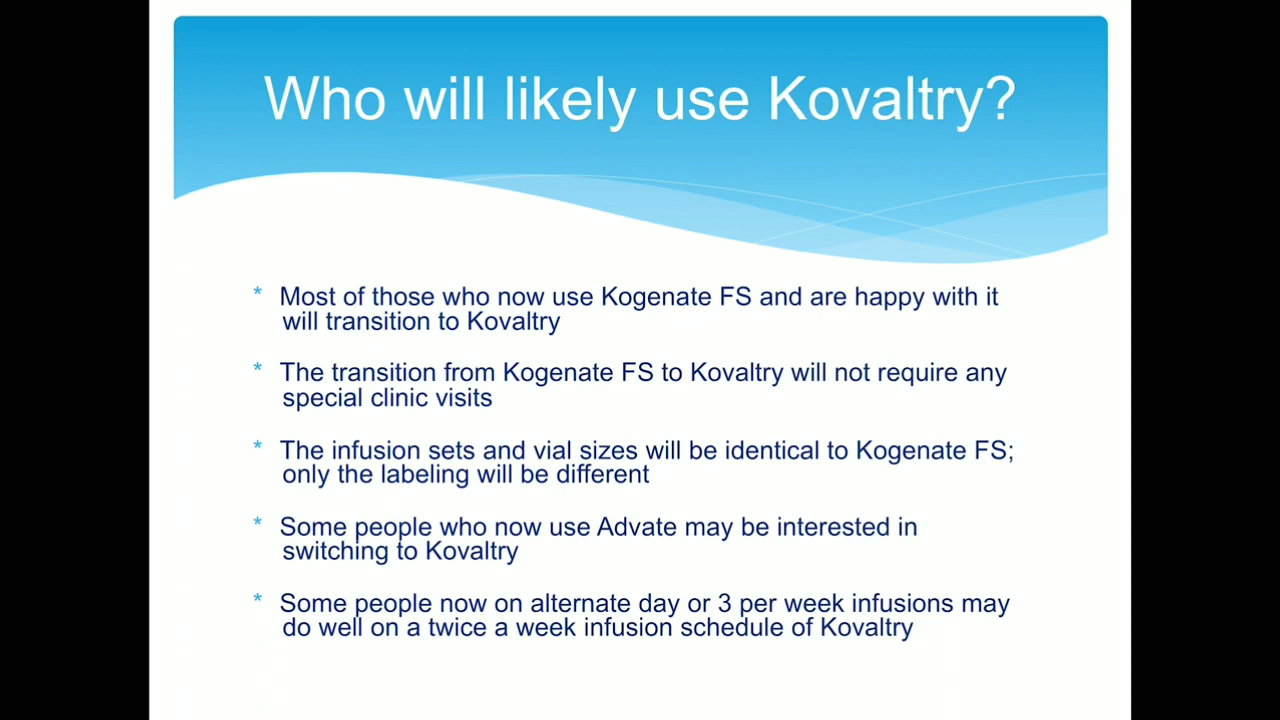 Who will likely use Kovaltry?
* Most of those who now use Kogenate FS and are happy with it
will transition to Kovaltry
* The transition from Kogenate FS to Kovaltry will not require any
special clinic visits
* The infusion sets and vial sizes will be identical to Kogenate FS;
only the labeling will be different
* Some people who now use Advate may be interested in
switching to Kovaltry
* Some people now on alternate day or 3 per week infusions may
do well on a twice a week infusion schedule of Kovaltry